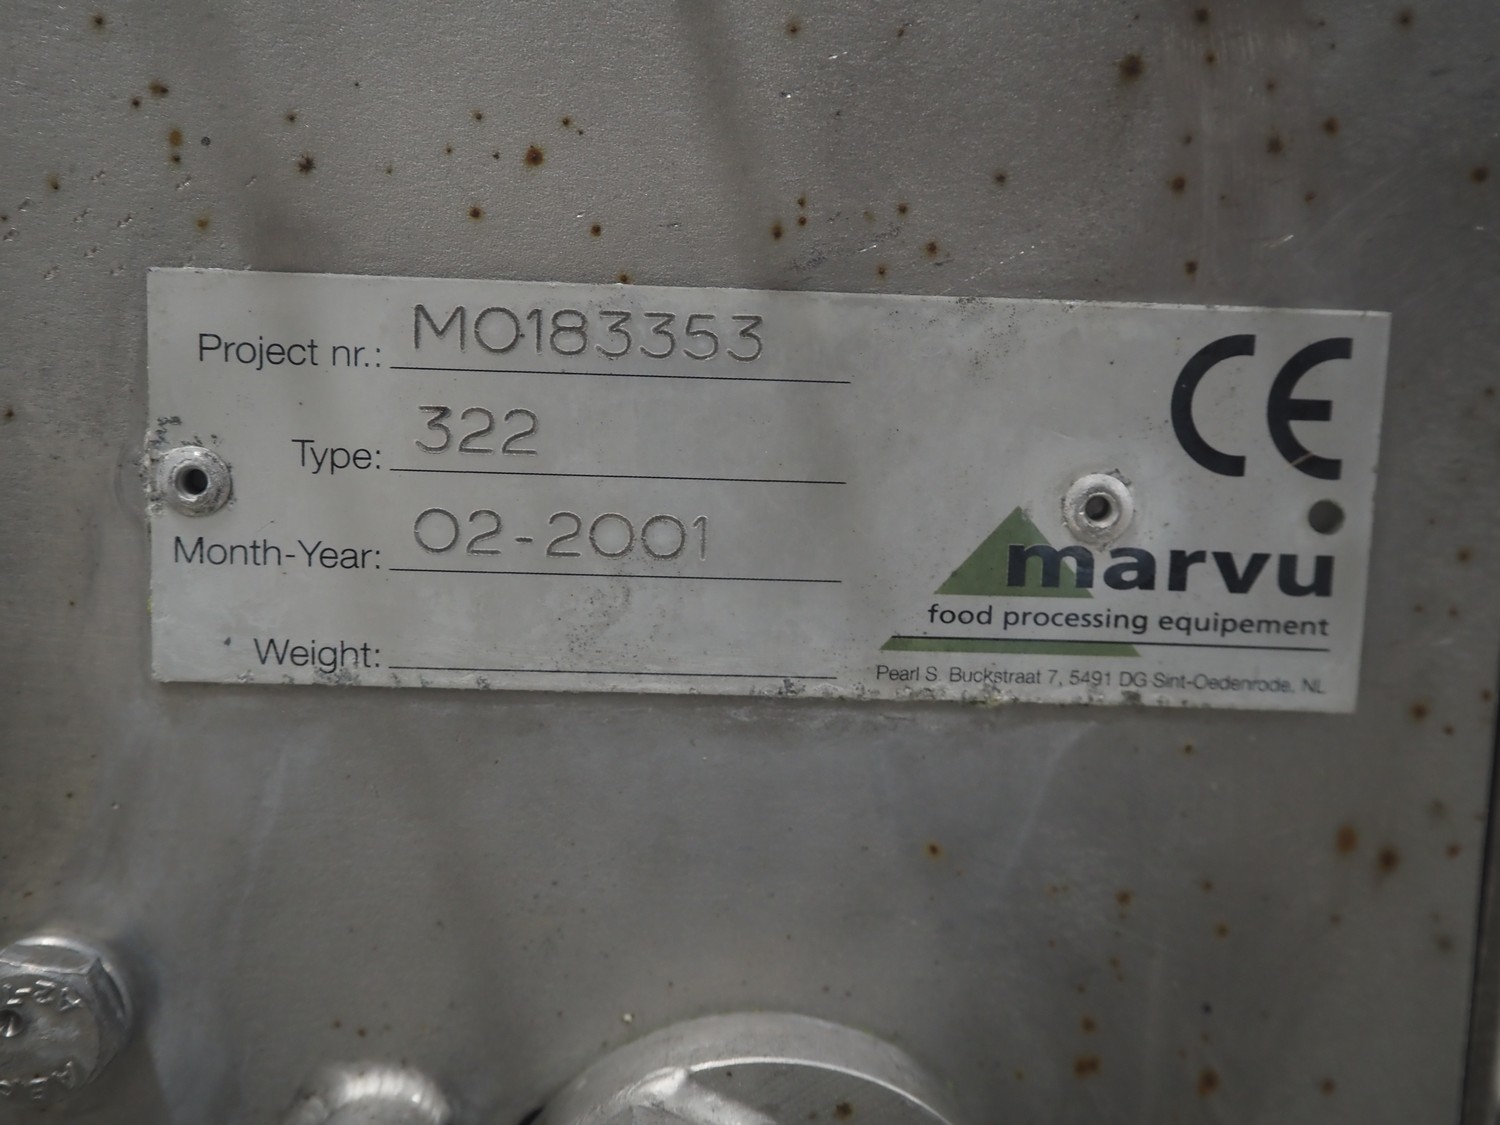 Project nr.: MO183353
Type: 322
Month-Year: 02-2001
Weight:
CE
marvu
food processing equipement
Pearl S. Buckstraat 7, 5491 DG Sint-Oedenrode, NL